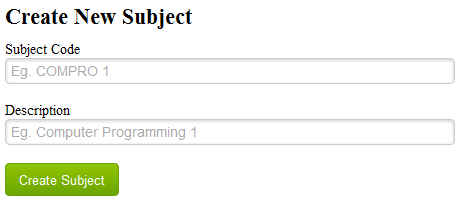 Create New Subject
Subject Code
Eg. COMPRO 1
Description
Eg. Computer Programming 1
Create Subject